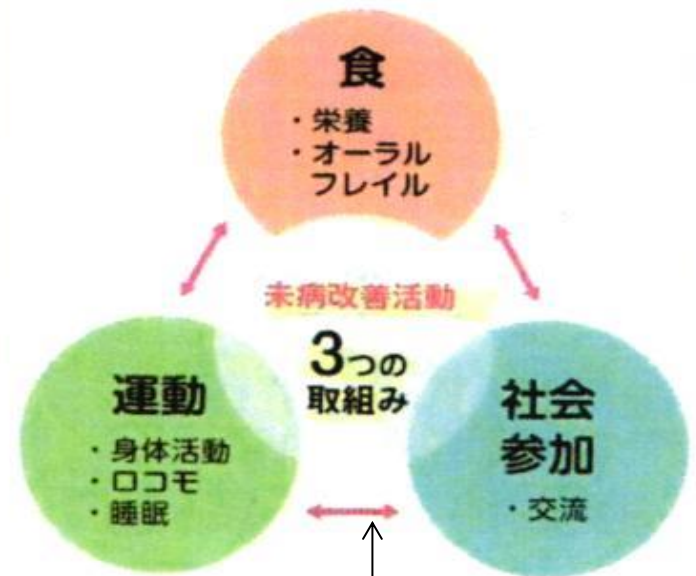 食
・栄養
・オーラル
フレイル
未病改善活動
3つの
取組み
運動
・身体活動
・ロコモ
・睡眠
社会
参加
・交流